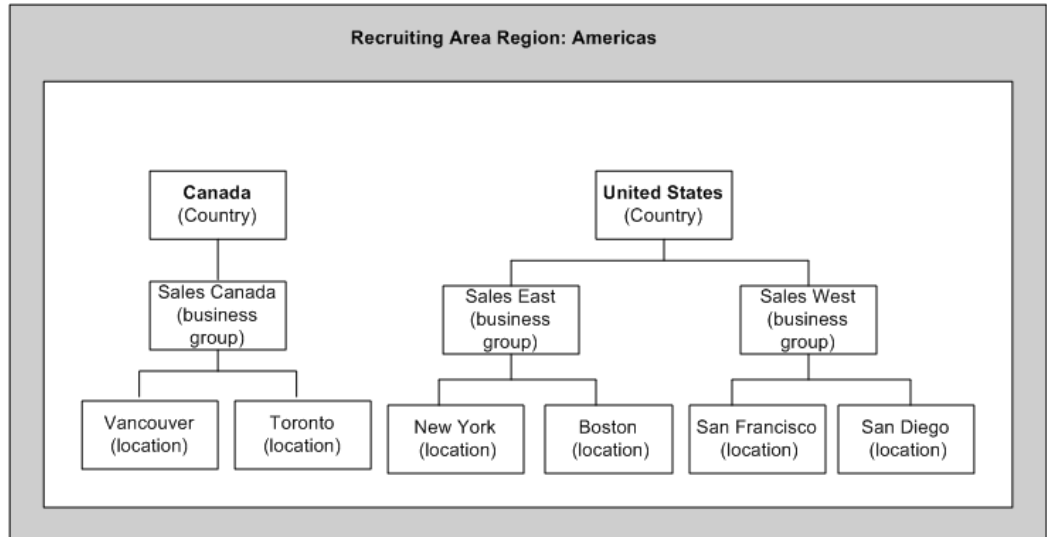 Recruiting Area Region: Americas
Canada
(Country)
United States
(Country)
Sales Canada
(business
group)
Sales East
(business
group)
Sales West
(business
group)
Vancouver
(location)
Toronto
(location)
New York
(location)
Boston
(location)
San Francisco
(location)
San Diego
(location)